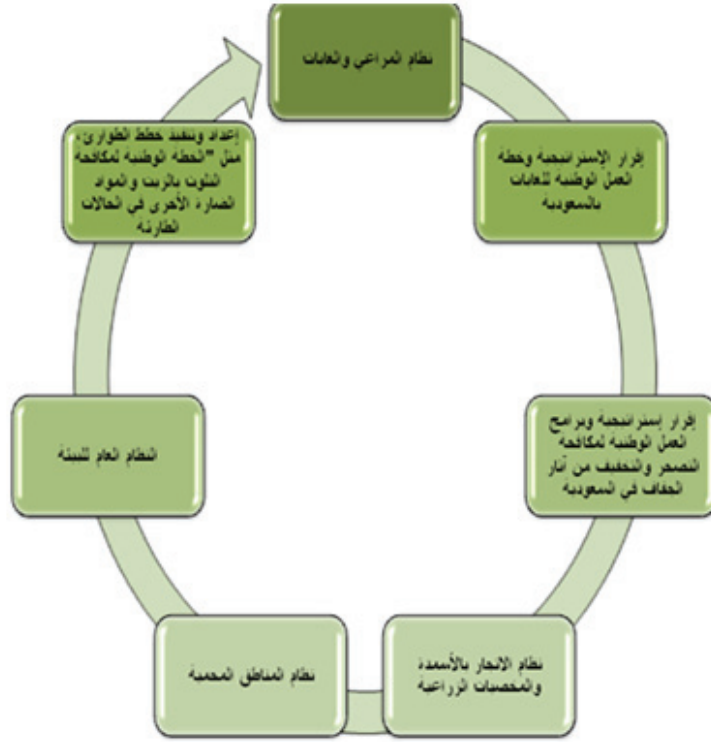 نظام المراعي والغابات
إقرار الإستراتيجية وخطة
العمل الوطنية للغابات
بالسعودية
إقرار إستراتيجية وبرامج
العمل الوطنية لمكافحة
التصحر والتخفيف من آثار
الجفاف في السعودية
نظام الاتجار بالأسمدة
والمخصبات الزراعية
نظام المناطق المحمية
النظام العام للبيئة
إعداد وتنفيذ خطط الطوارئ،
مثل "الخطة الوطنية لمكافحة
التلوث بالزيت والمواد
الضارة الأخرى في الحالات
الطارئة